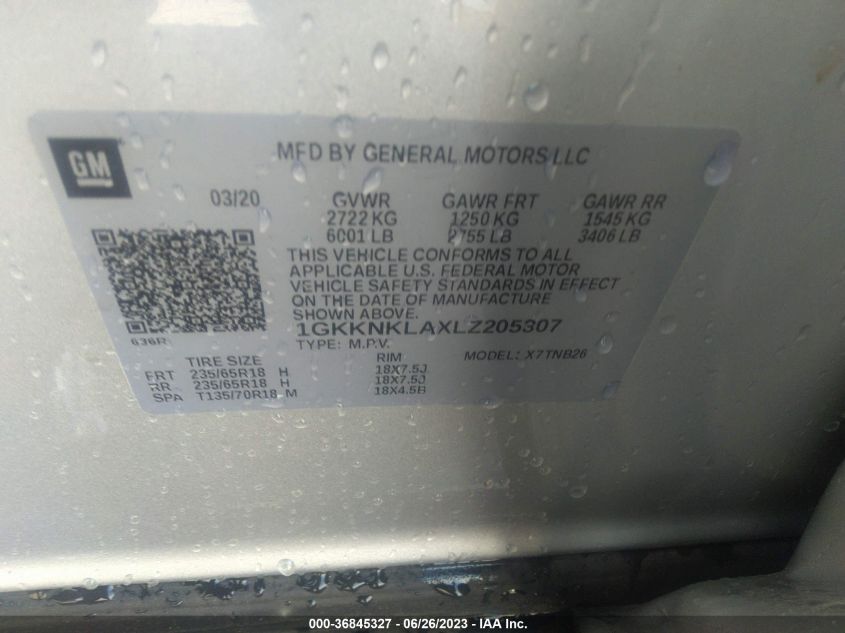 GM
MFD BY GENERAL MOTORS LLC
03/20 GVWR GAWR FRT GAWR RR
2722 KG 1250 KG 1545 KG
6001 LB 2755 LB 3406 LB
THIS VEHICLE CONFORMS TO ALL
APPLICABLE U.S. FEDERAL MOTOR
VEHICLE SAFETY STANDARDS IN EFFECT
ON THE DATE OF MANUFACTURE
SHOWN ABOVE.
636R 1GKKNKLAXLZ205307
TYPE: M.P.V. MODEL: X7TNB26
TIRE SIZE RIM
FRT 235/65R18 H 18X7.5J
RR 235/65R18 H 18X7.5J
SPA T135/70R18 M 18X4.5B
000-36845327 / 06/26/2023 / IAA Inc.